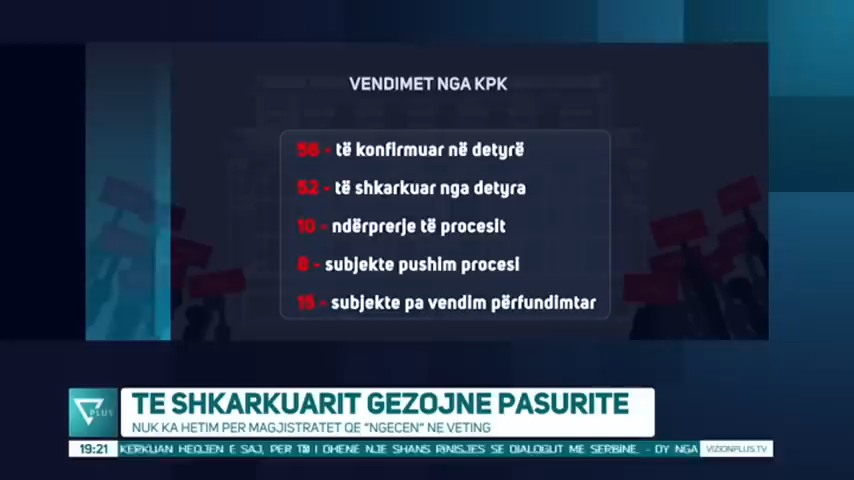 VENDIMET NGA KPK
56 - të konfirmuar në detyrë
52 - të shkarkuar nga detyra
10 - ndërprerje të procesit
- subjekte pushim procesi
15 - subjekte pa vendim përfundimtar
TE SHKARKUARIT GEZOJNE PASURITE
PLUS
NUK KA HETIM PER MAGJISTRATET QE "NGECEN" NE VETING
19:21 KERKUAN HEQJEN E SAJ, PER T'I DHENE NJE SHANS RINISJES SE DIALOGUT ME SERBINE. - DY NGA VIZIONPLUS.TV